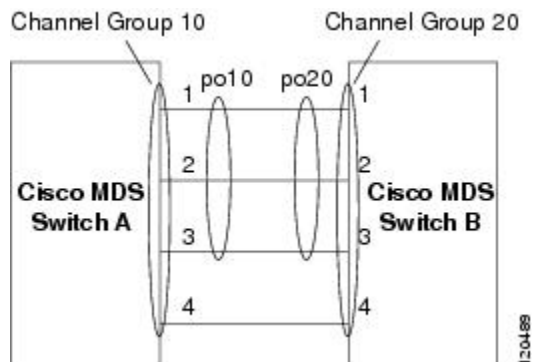 Channel Group 10 Channel Group 20
po10 po20
1 1
2 2
Cisco MDS Switch A
Cisco MDS Switch B
3 3
4 4
120489